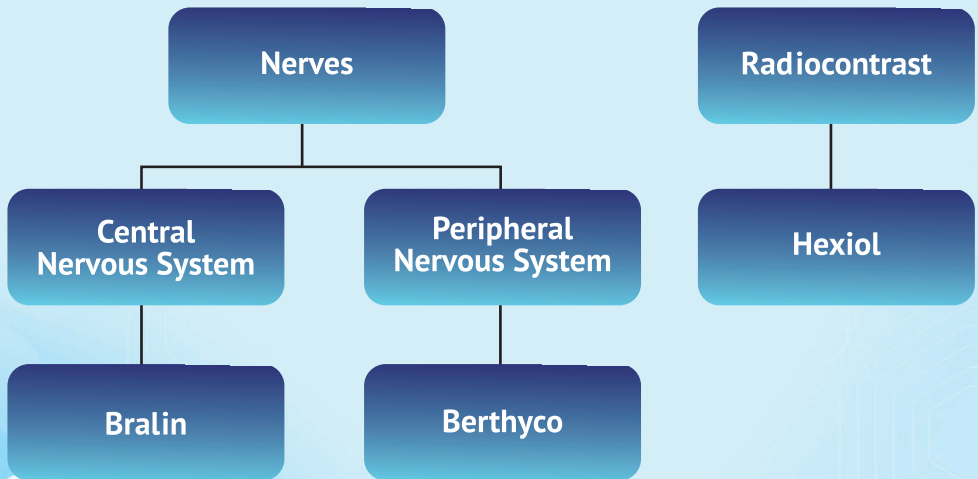 Nerves
Radiocontrast
Central
Nervous System
Peripheral
Nervous System
Hexiol
Bralin
Berthyco